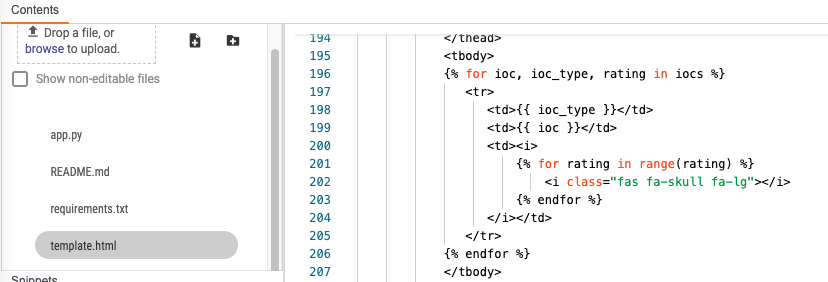 Contents
Drop a file, or
browse to upload.
Show non-editable files
app.py
README.md
requirements.txt
template.html
Snippets
194 </thead>
195 <tbody>
196 {% for ioc, ioc_type, rating in iocs %}
197 <tr>
198 <td>{{ ioc_type }}</td>
199 <td>{{ ioc }}</td>
200 <td><i>
201 {% for rating in range(rating) %}
202 <i class="fas fa-skull fa-lg"></i>
203 {% endfor %}
204 </i></td>
205 </tr>
206 {% endfor %}
207 </tbody>